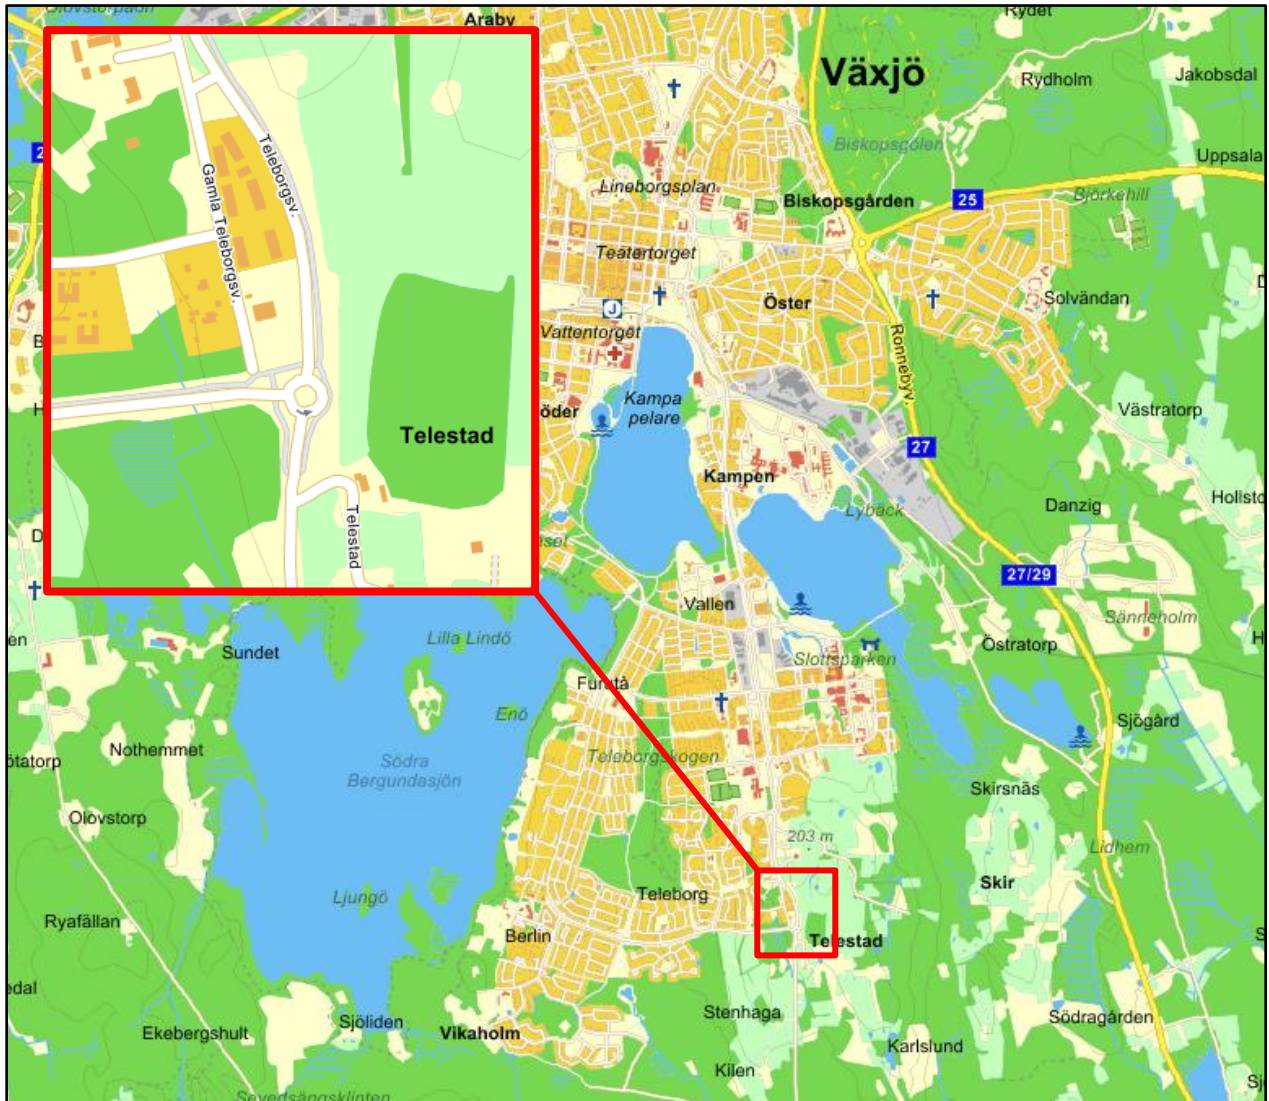 Araby
Rydet
Växjö
Rydholm
Jakobsdal
Biskopsgölen
Uppsala
Lineborgsplan
Biskopsgården
25
Björkehill
Teatertorget
Öster
Solvändan
J
Vattentorget
Ronnebyv.
Kampa
pelare
Västratorp
27
Kampen
Lybäck
Danzig
27/29
Vallen
Sänneholm
Östratorp
Slottsparken
Teleborgsv.
Gamla Teleborgsv.
Telestad
Telestad
Lilla Lindö
Sundet
Furutå
Enö
Sjögård
Nothemmet
Teleborgskogen
Södra
Bergundasjön
Skirsnäs
Olovstorp
203 m
Lidhem
Skir
Ljungö
Teleborg
Ryafällan
Berlin
Telestad
Stenhaga
Södragården
Sjöliden
Ekebergshult
Vikaholm
Karlslund
Kilen